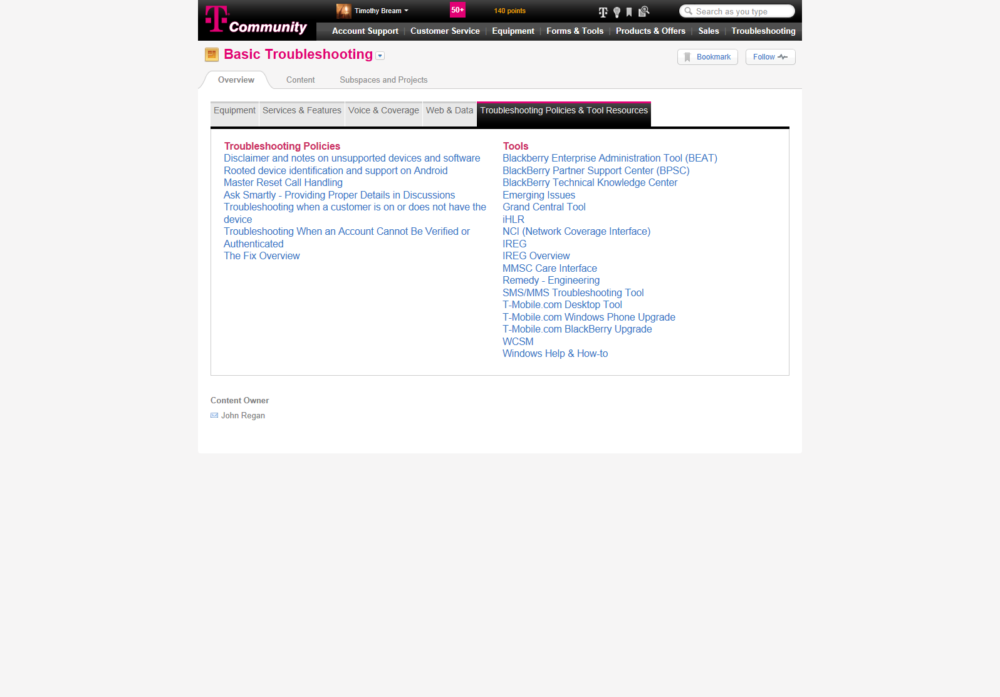 T
Community
Timothy Bream
50+
140 points
Search as you type
Account Support | Customer Service | Equipment | Forms & Tools | Products & Offers | Sales | Troubleshooting
Basic Troubleshooting
Bookmark
Follow
Overview
Content
Subspaces and Projects
Equipment
Services & Features
Voice & Coverage
Web & Data
Troubleshooting Policies & Tool Resources
Troubleshooting Policies
Disclaimer and notes on unsupported devices and software
Rooted device identification and support on Android
Master Reset Call Handling
Ask Smartly - Providing Proper Details in Discussions
Troubleshooting when a customer is on or does not have the
device
Troubleshooting When an Account Cannot Be Verified or
Authenticated
The Fix Overview
Tools
Blackberry Enterprise Administration Tool (BEAT)
BlackBerry Partner Support Center (BPSC)
BlackBerry Technical Knowledge Center
Emerging Issues
Grand Central Tool
iHLR
NCI (Network Coverage Interface)
IREG
IREG Overview
MMSC Care Interface
Remedy - Engineering
SMS/MMS Troubleshooting Tool
T-Mobile.com Desktop Tool
T-Mobile.com Windows Phone Upgrade
T-Mobile.com BlackBerry Upgrade
WCSM
Windows Help & How-to
Content Owner
John Regan